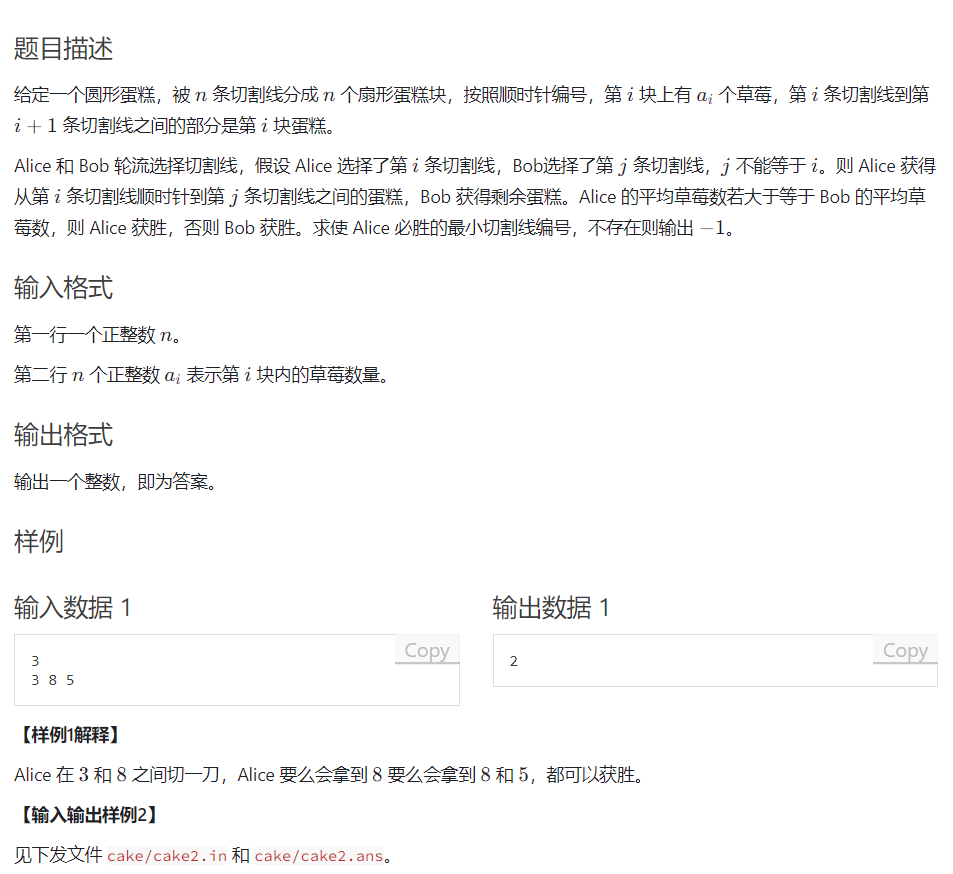 题目描述
给定一个圆形蛋糕，被 n 条切割线分成 n 个扇形蛋糕块，按照顺时针编号，第 i 块上有 a_i 个草莓，第 i 条切割线到第
i + 1 条切割线之间的部分是第 i 块蛋糕。
Alice 和 Bob 轮流选择切割线，假设 Alice 选择了第 i 条切割线，Bob选择了第 j 条切割线，j 不能等于 i。则 Alice 获得
从第 i 条切割线顺时针到第 j 条切割线之间的蛋糕，Bob 获得剩余蛋糕。Alice 的平均草莓数若大于等于 Bob 的平均草
莓数，则 Alice 获胜，否则 Bob 获胜。求使 Alice 必胜的最小切割线编号，不存在则输出 −1。
输入格式
第一行一个正整数 n。
第二行 n 个正整数 a_i 表示第 i 块内的草莓数量。
输出格式
输出一个整数，即为答案。
样例
输入数据 1
Copy
3
3 8 5
输出数据 1
Copy
2
【样例1解释】
Alice 在 3 和 8 之间切一刀，Alice 要么会拿到 8 要么会拿到 8 和 5，都可以获胜。
【输入输出样例2】
见下发文件 cake/cake2.in 和 cake/cake2.ans。